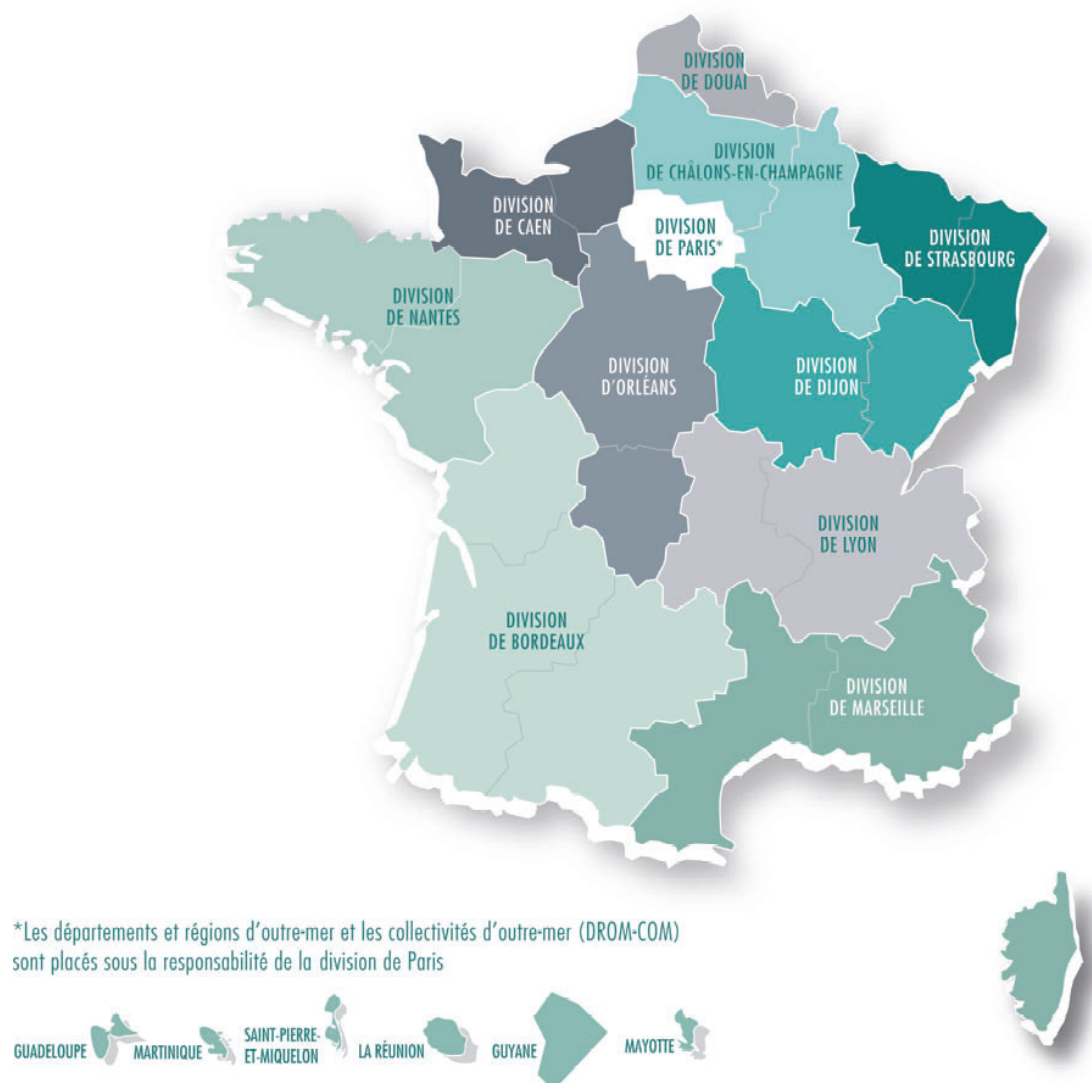 DIVISION
DE DOUAI
DIVISION
DE CHÂLONS-EN-CHAMPAGNE
DIVISION
DE CAEN
DIVISION
DE PARIS*
DIVISION
DE STRASBOURG
DIVISION
DE NANTES
DIVISION
D'ORLÉANS
DIVISION
DE DIJON
DIVISION
DE LYON
DIVISION
DE BORDEAUX
DIVISION
DE MARSEILLE
*Les départements et régions d'outre-mer et les collectivités d'outre-mer (DROM-COM)
sont placés sous la responsabilité de la division de Paris
GUADELOUPE
MARTINIQUE
SAINT-PIERRE-
ET-MIQUELON
LA RÉUNION
GUYANE
MAYOTTE